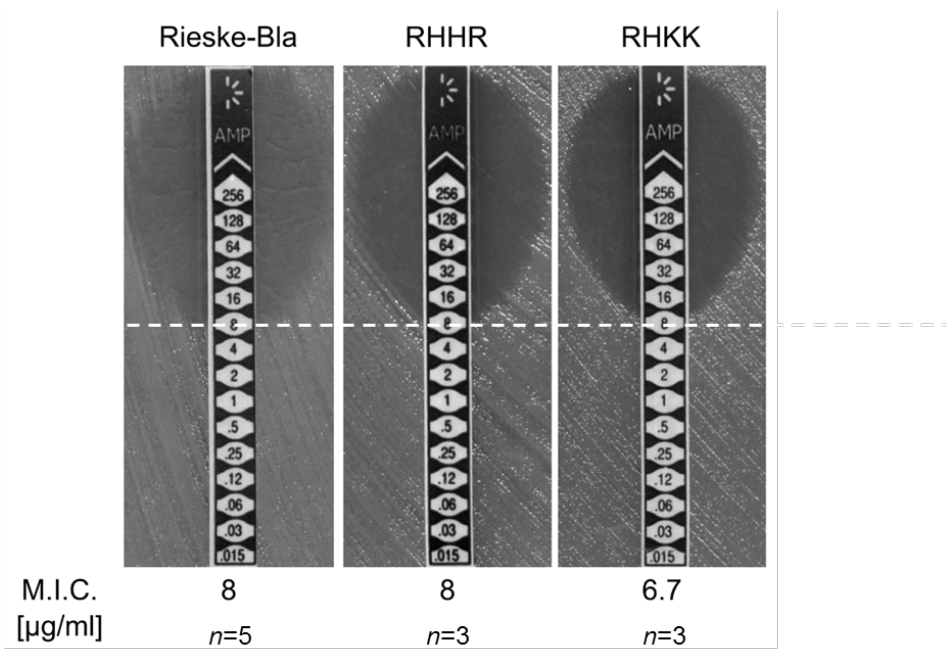 Rieske-Bla RHHR RHKK
AMP AMP AMP
256 256 256
128 128 128
64 64 64
32 32 32
16 16 16
8 8 8
4 4 4
2 2 2
1 1 1
.5 .5 .5
.25 .25 .25
.12 .12 .12
.06 .06 .06
.03 .03 .03
.015 .015 .015
M.I.C. 8 8 6.7
[µg/ml]
n=5 n=3 n=3